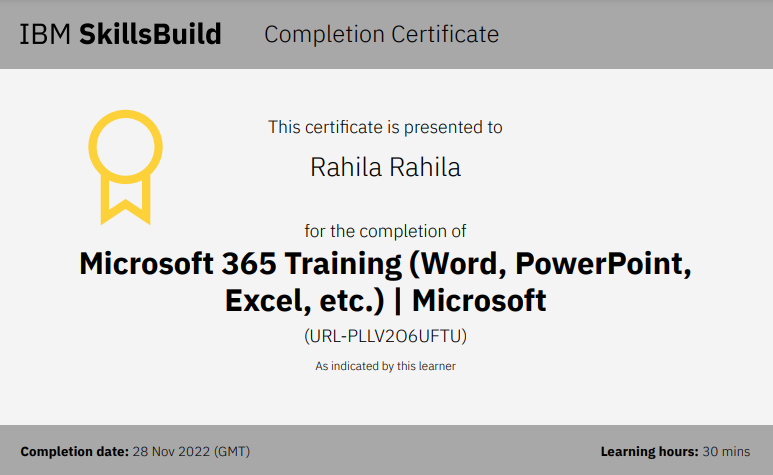 IBM SkillsBuild Completion Certificate
This certificate is presented to
Rahila Rahila
for the completion of
Microsoft 365 Training (Word, PowerPoint,
Excel, etc.) | Microsoft
(URL-PLLV2O6UFTU)
As indicated by this learner
Completion date: 28 Nov 2022 (GMT) Learning hours: 30 mins